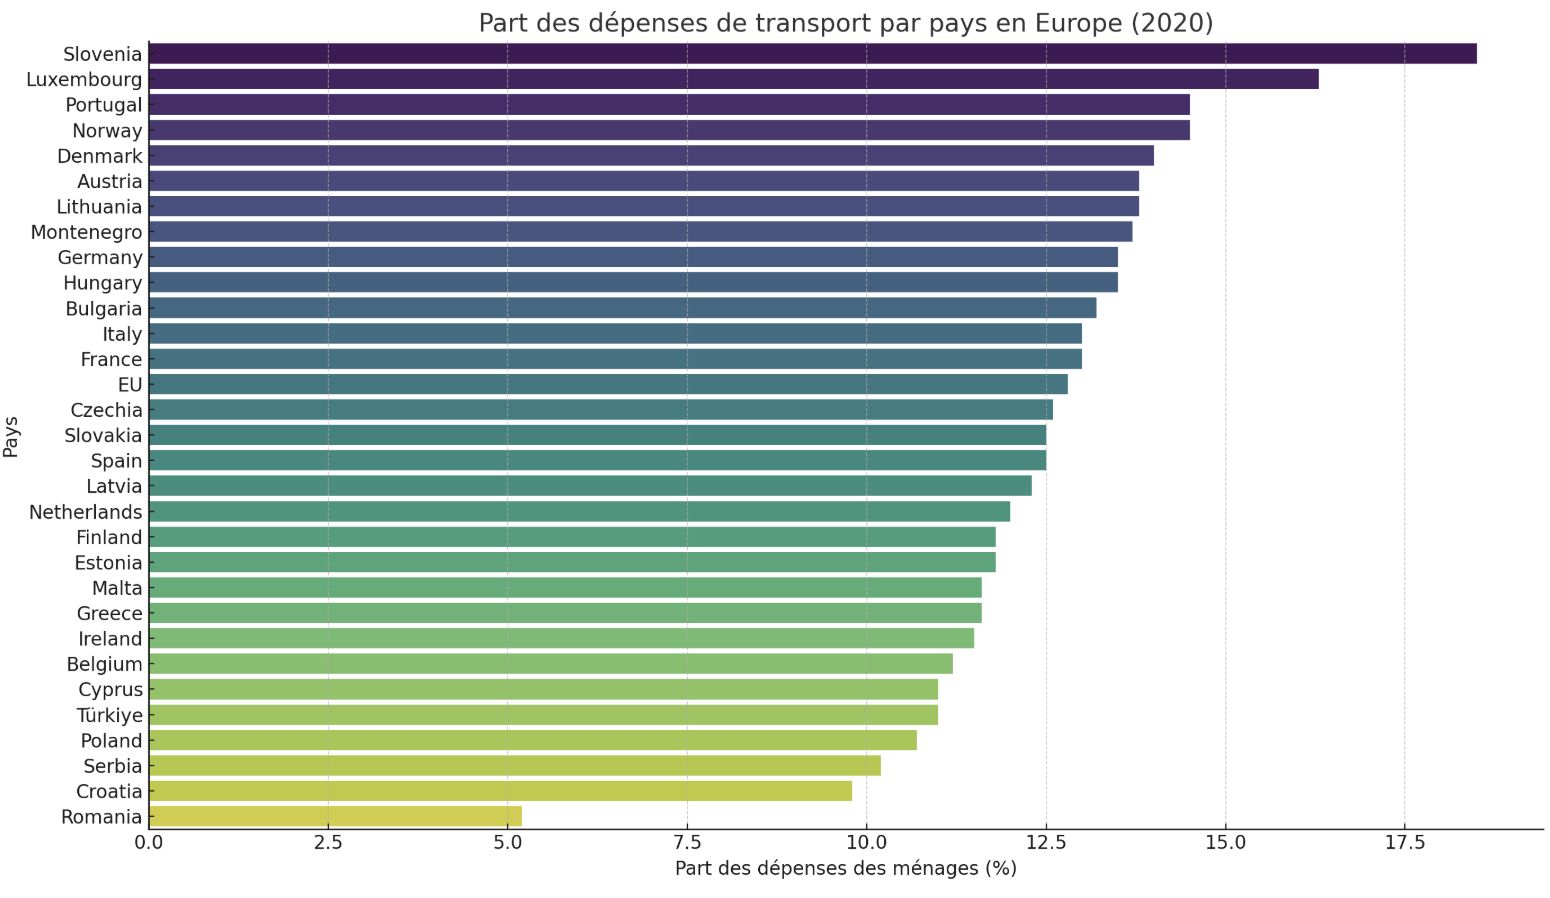 Part des dépenses de transport par pays en Europe (2020)
Slovenia
Luxembourg
Portugal
Norway
Denmark
Austria
Lithuania
Montenegro
Germany
Hungary
Bulgaria
Italy
France
EU
Czechia
Slovakia
Spain
Latvia
Netherlands
Finland
Estonia
Malta
Greece
Ireland
Belgium
Cyprus
Türkiye
Poland
Serbia
Croatia
Romania
Pays
0.0 2.5 5.0 7.5 10.0 12.5 15.0 17.5
Part des dépenses des ménages (%)